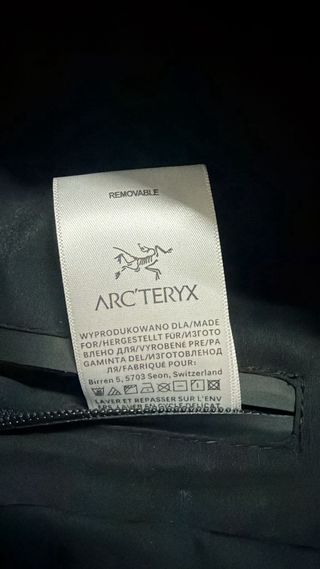 REMOVABLE
ARC'TERYX
WYPRODUKOWANO DLA/MADE
FOR/HERGESTELLT FÜR/ИЗГОТО
ВЛЕНО ДЛЯ/VYROBENÉ PRE/PA
GAMINTA DEL/ИЗГОТОВЛЕНОД
ЛЯ/FABRIQUÉ POUR:
Birren 5, 5703 Seon, Switzerland
LAVER ET REPASSER SUR L'ENV